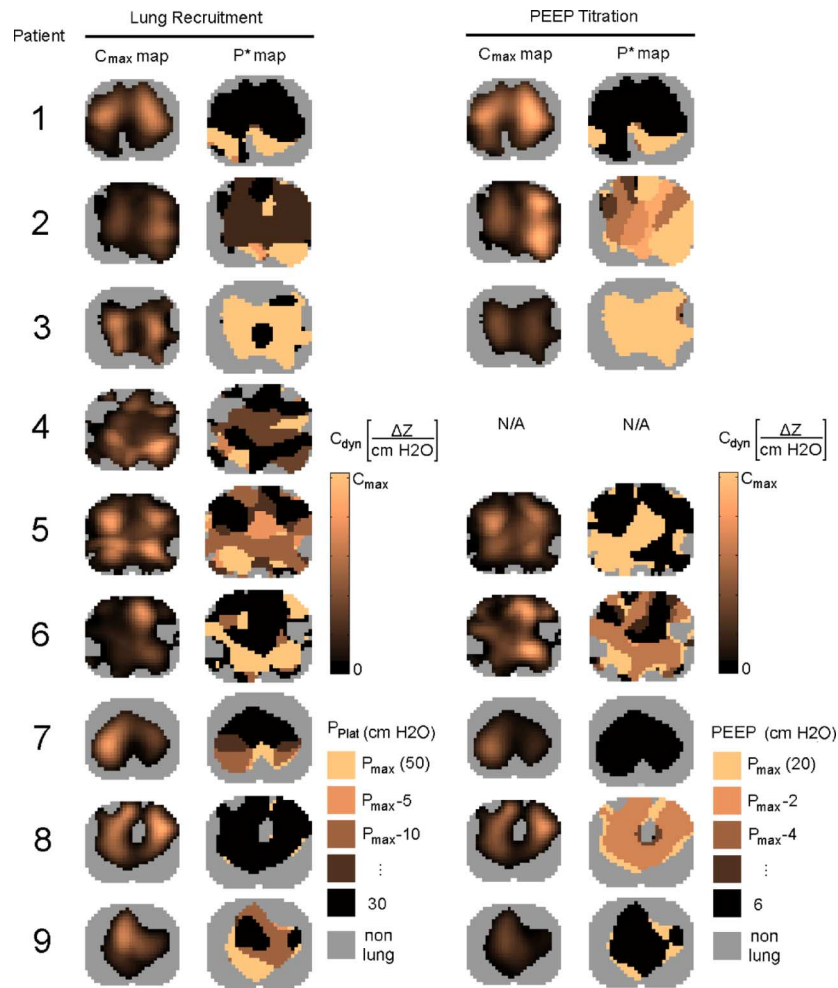 Lung Recruitment PEEP Titration
Patient
Cmax map P* map Cmax map P* map
1
2
3
4 N/A N/A
Cdyn [ΔZ / cm H2O] Cdyn [ΔZ / cm H2O]
Cmax Cmax
5
6
0 0
7
PPlat (cm H2O) PEEP (cm H2O)
Pmax (50) Pmax (20)
Pmax-5 Pmax-2
8
Pmax-10 Pmax-4
⋮ ⋮
30 6
9
non lung non lung